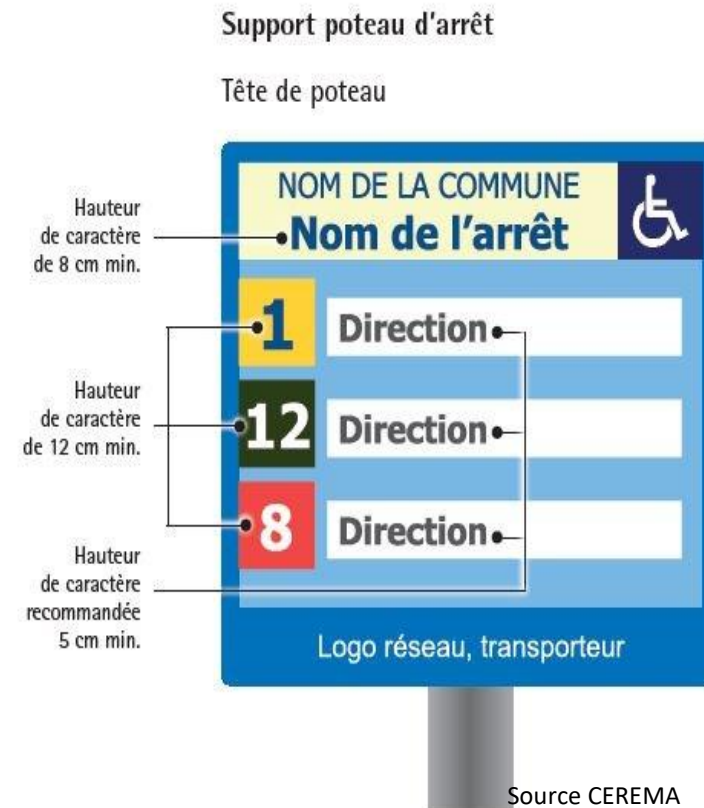 Support poteau d'arrêt
Tête de poteau
NOM DE LA COMMUNE
Nom de l'arrêt
Hauteur
de caractère
de 8 cm min.
1 Direction
Hauteur
de caractère
de 12 cm min.
12 Direction
8 Direction
Hauteur
de caractère
recommandée
5 cm min.
Logo réseau, transporteur
Source CEREMA